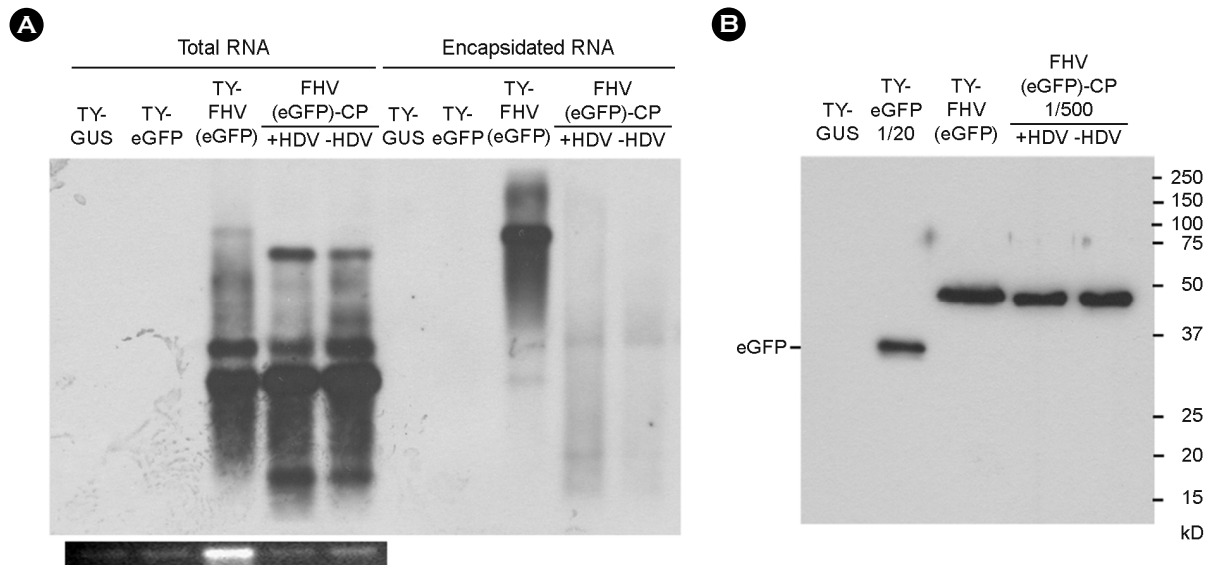 A
Total RNA Encapsidated RNA
TY-GUS
TY-eGFP
TY-FHV (eGFP)
FHV (eGFP)-CP
+HDV -HDV
TY-GUS
TY-eGFP
TY-FHV (eGFP)
FHV (eGFP)-CP
+HDV -HDV
B
TY-GUS
TY-eGFP 1/20
TY-FHV (eGFP)
FHV (eGFP)-CP 1/500
+HDV -HDV
250
150
100
75
50
37
eGFP
25
20
15
kD